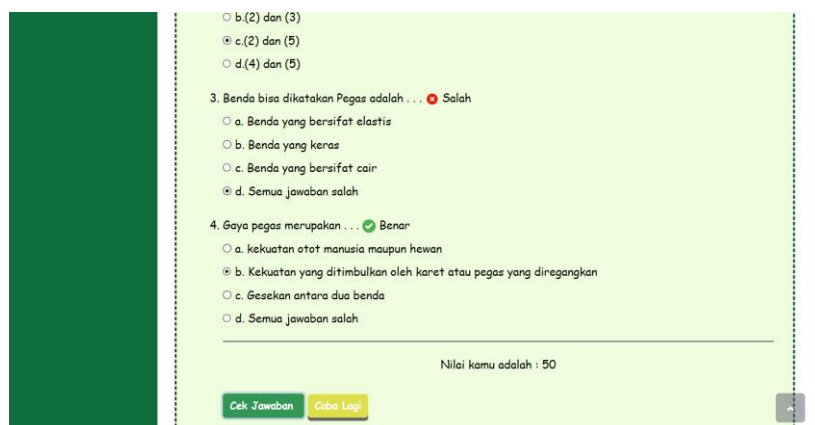 b.(2) dan (3)
c.(2) dan (5)
d.(4) dan (5)
3. Benda bisa dikatakan Pegas adalah . . . Salah
a. Benda yang bersifat elastis
b. Benda yang keras
c. Benda yang bersifat cair
d. Semua jawaban salah
4. Gaya pegas merupakan . . . Benar
a. kekuatan otot manusia maupun hewan
b. Kekuatan yang ditimbulkan oleh karet atau pegas yang diregangkan
c. Gesekan antara dua benda
d. Semua jawaban salah
Nilai kamu adalah : 50
Cek Jawaban Coba Lagi